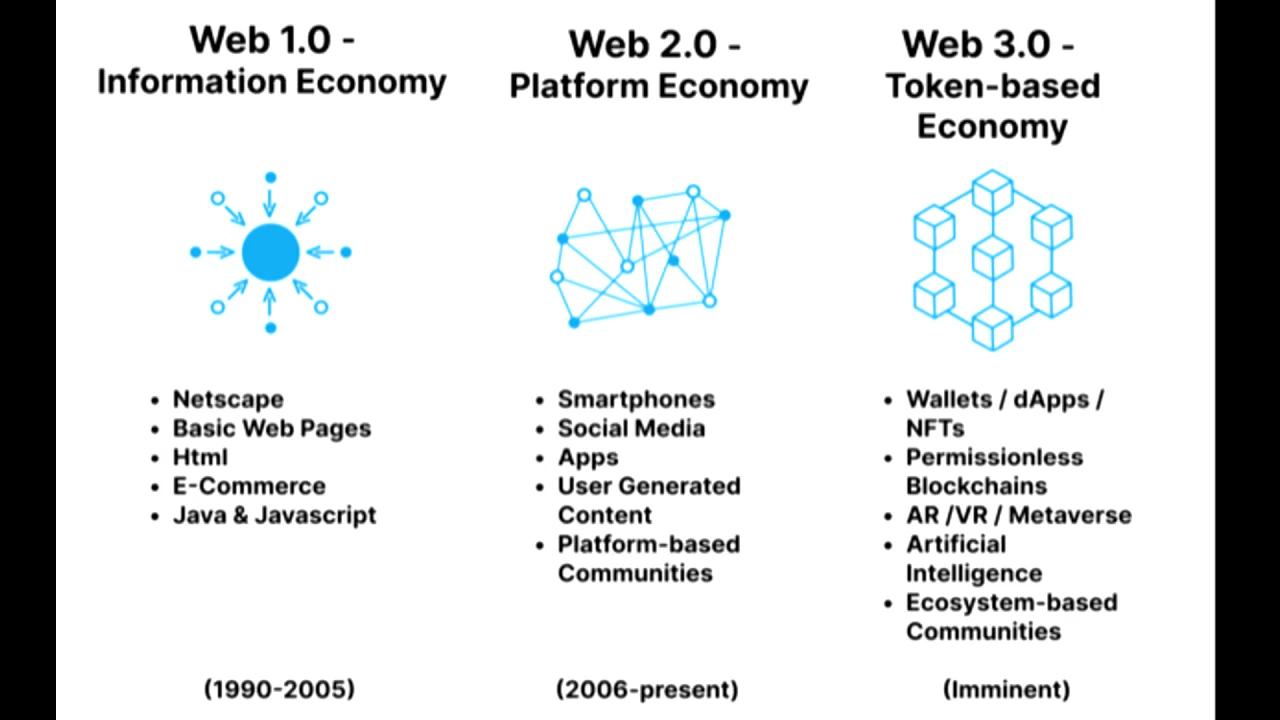 Web 1.0 -
Information Economy
Web 2.0 -
Platform Economy
Web 3.0 -
Token-based
Economy
• Netscape
• Basic Web Pages
• Html
• E-Commerce
• Java & Javascript
• Smartphones
• Social Media
• Apps
• User Generated
Content
• Platform-based
Communities
• Wallets / dApps /
NFTs
• Permissionless
Blockchains
• AR /VR / Metaverse
• Artificial
Intelligence
• Ecosystem-based
Communities
(1990-2005)
(2006-present)
(Imminent)